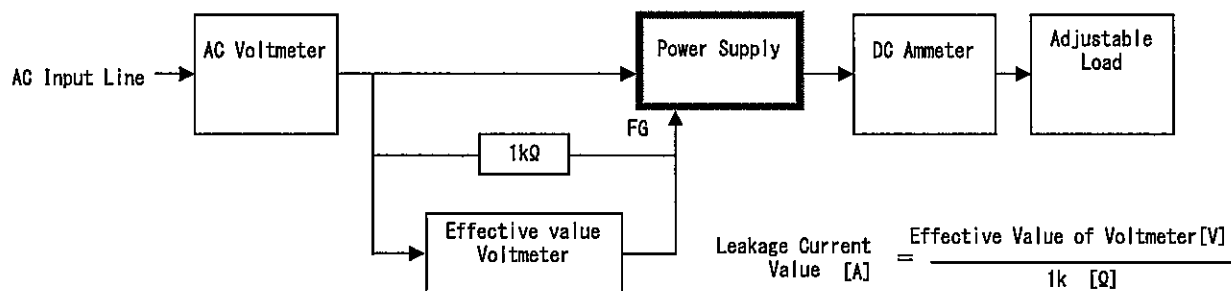 AC Input Line
AC Voltmeter
Power Supply
DC Ammeter
Adjustable
Load
FG
1kΩ
Effective value
Voltmeter
Leakage Current
Value [A]
=
Effective Value of Voltmeter[V]
1k [Ω]